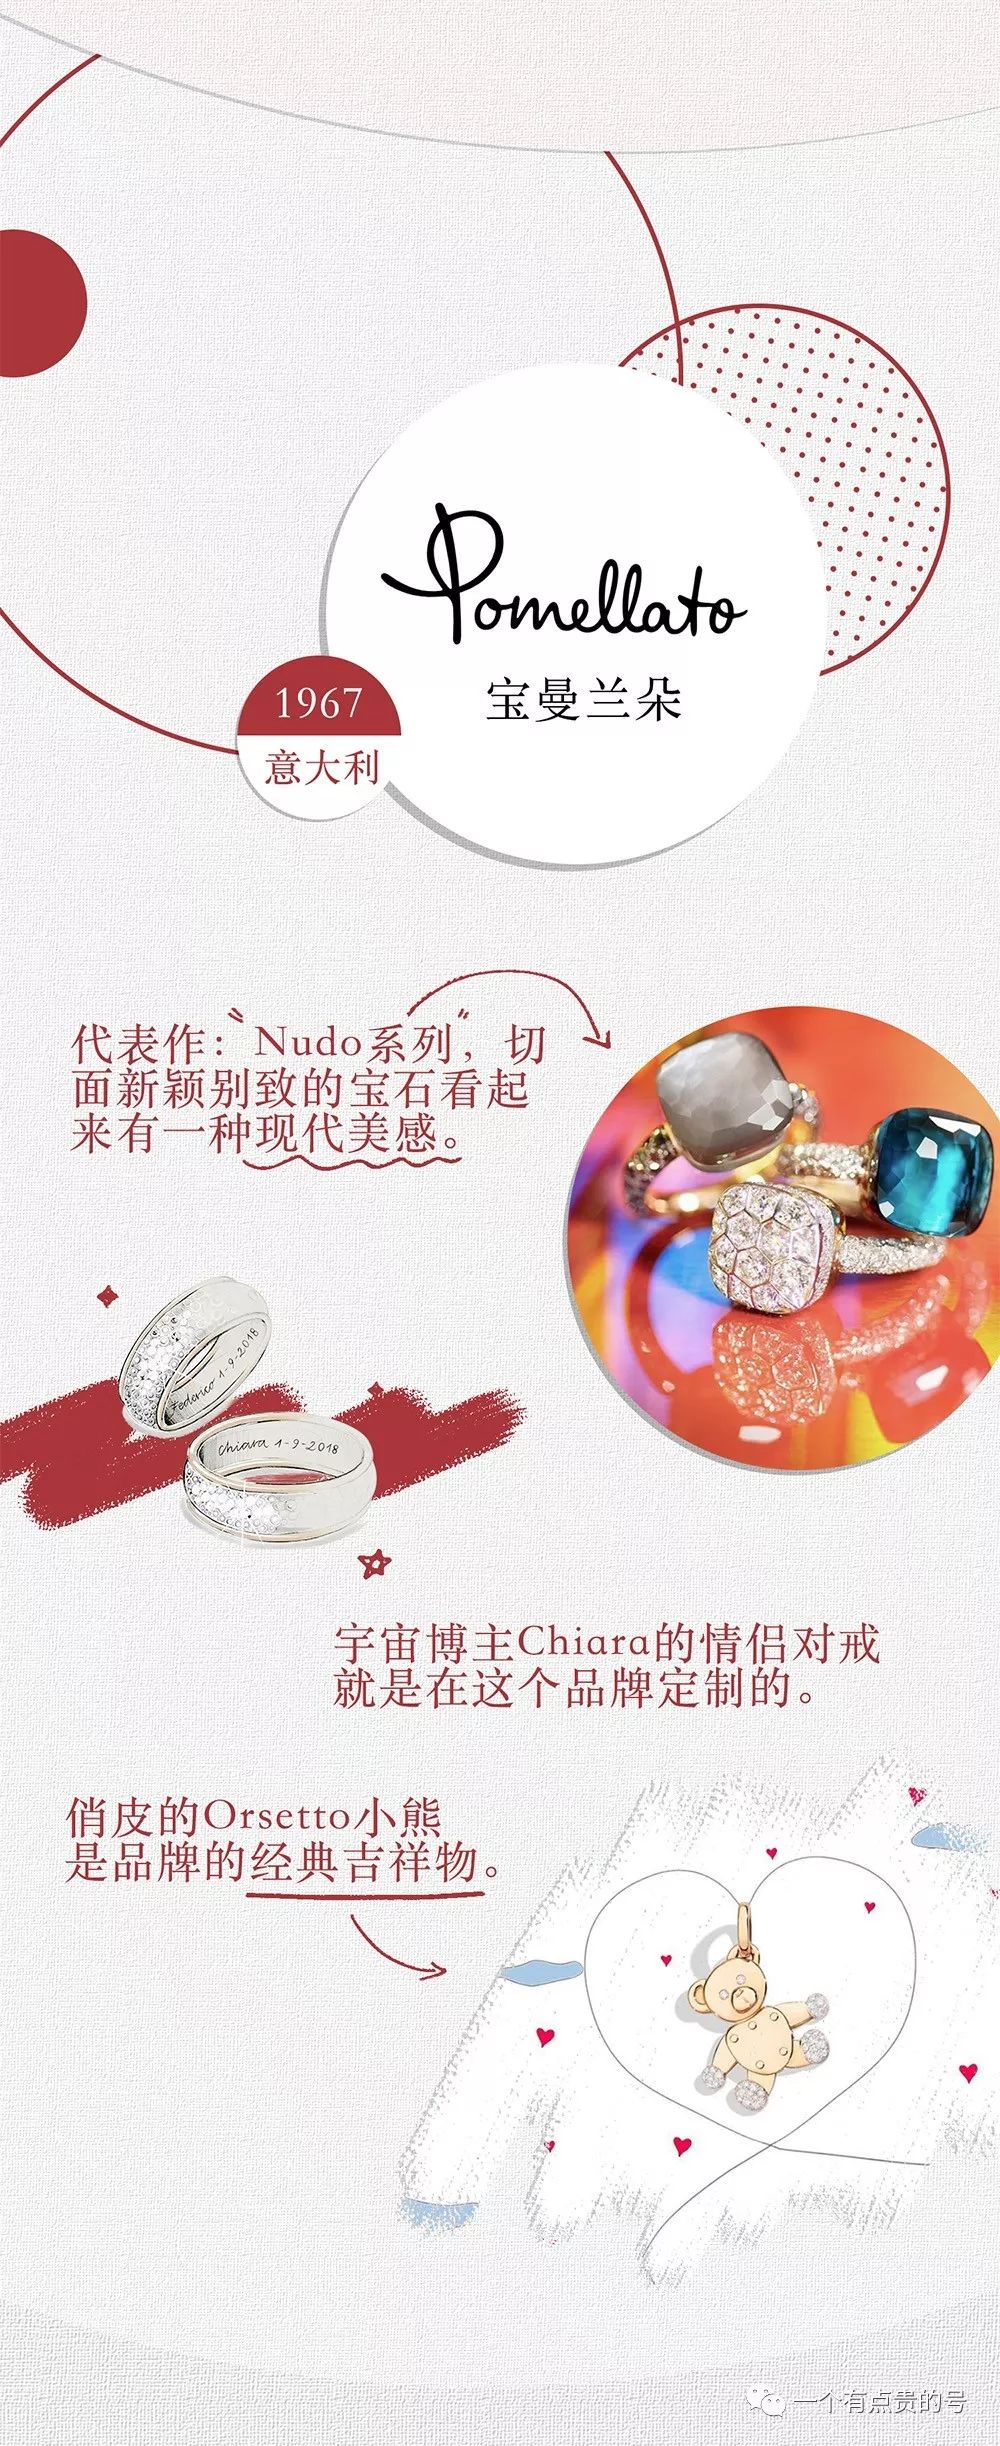 Pomellato
宝曼兰朵
1967
意大利
代表作：“Nudo系列”，切
面新颖别致的宝石看起
来有一种现代美感。
Federico 1-9-2018
Chiara 1-9-2018
宇宙博主Chiara的情侣对戒
就是在这个品牌定制的。
俏皮的Orsetto小熊
是品牌的经典吉祥物。
一个有点贵的号